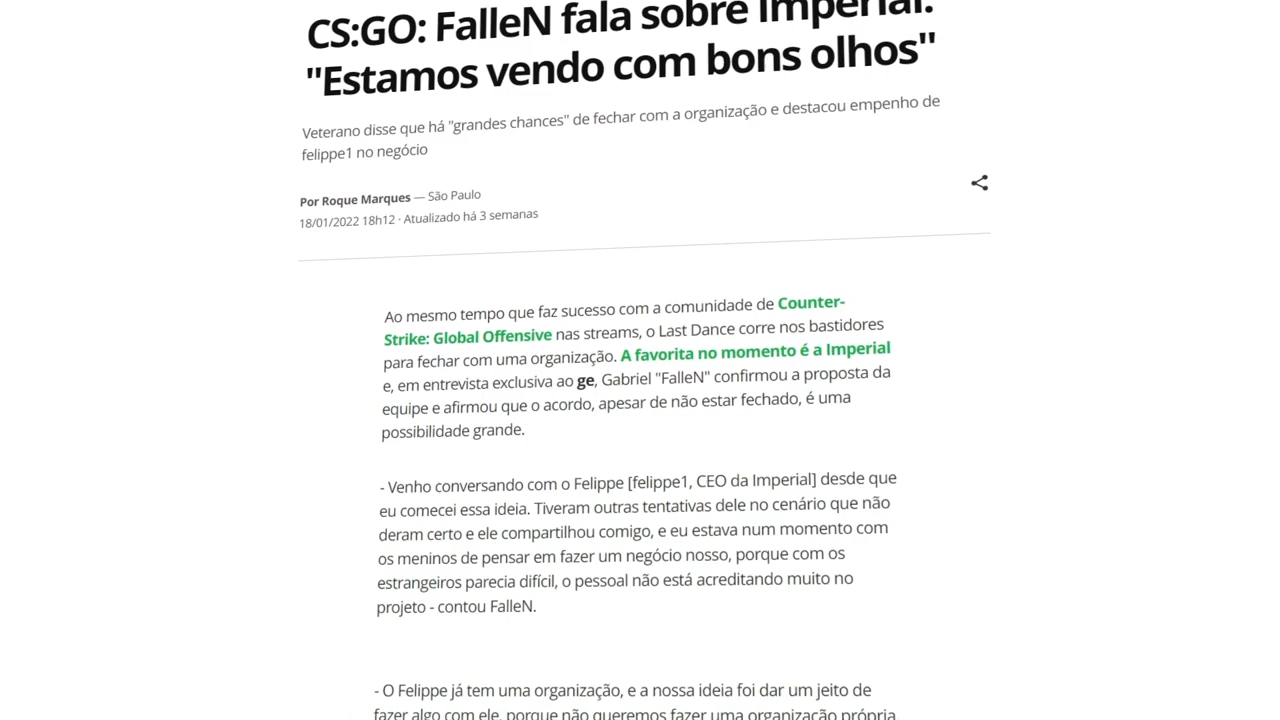 CS:GO: FalleN fala sobre Imperial:
"Estamos vendo com bons olhos"
Veterano disse que há "grandes chances" de fechar com a organização e destacou empenho de
felippe1 no negócio
Por Roque Marques — São Paulo
18/01/2022 18h12 · Atualizado há 3 semanas
Ao mesmo tempo que faz sucesso com a comunidade de Counter-
Strike: Global Offensive nas streams, o Last Dance corre nos bastidores
para fechar com uma organização. A favorita no momento é a Imperial
e, em entrevista exclusiva ao ge, Gabriel "FalleN" confirmou a proposta da
equipe e afirmou que o acordo, apesar de não estar fechado, é uma
possibilidade grande.
- Venho conversando com o Felippe [felippe1, CEO da Imperial] desde que
eu comecei essa ideia. Tiveram outras tentativas dele no cenário que não
deram certo e ele compartilhou comigo, e eu estava num momento com
os meninos de pensar em fazer um negócio nosso, porque com os
estrangeiros parecia difícil, o pessoal não está acreditando muito no
projeto - contou FalleN.
- O Felippe já tem uma organização, e a nossa ideia foi dar um jeito de
fazer algo com ele, porque não queremos fazer uma organização própria.